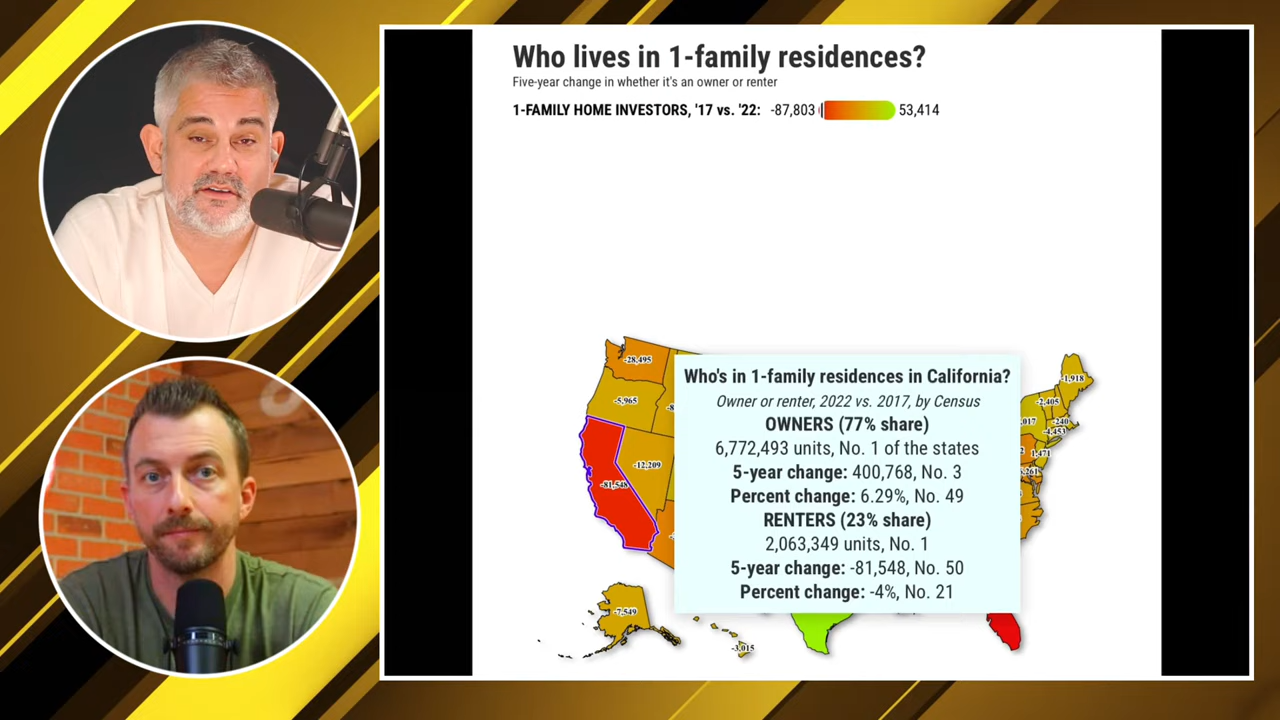 Who lives in 1-family residences?
Five-year change in whether it's an owner or renter
1-FAMILY HOME INVESTORS, '17 vs. '22: -87,803 53,414
-28,495
-1,918
Who's in 1-family residences in California?
-5,965
Owner or renter, 2022 vs. 2017, by Census
-2,405
OWNERS (77% share)
-240
-4,453
6,772,493 units, No. 1 of the states
1,471
-12,209
5-year change: 400,768, No. 3
-81,548
Percent change: 6.29%, No. 49
RENTERS (23% share)
2,063,349 units, No. 1
5-year change: -81,548, No. 50
Percent change: -4%, No. 21
-7,549
-3,015